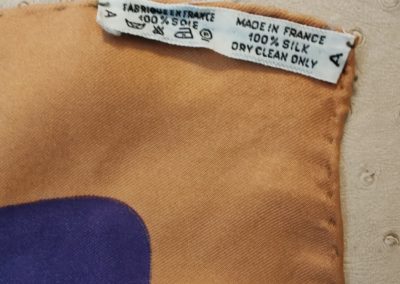 FABRIQUE EN FRANCE
100% SOIE
A
MADE IN FRANCE
100% SILK
DRY CLEAN ONLY
A